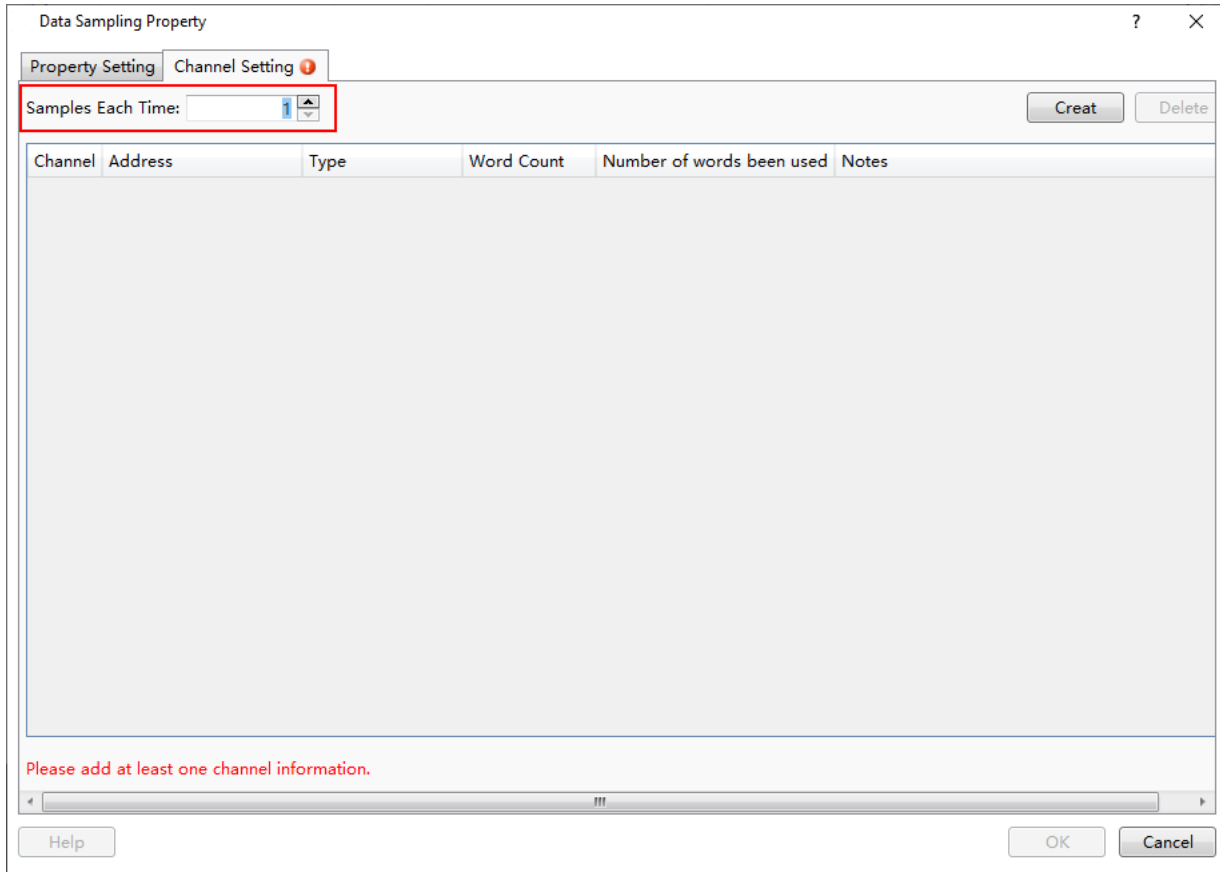 Data Sampling Property ?
Property Setting Channel Setting
Samples Each Time: 1 Creat Delete
Channel Address Type Word Count Number of words been used Notes
Please add at least one channel information.
Help OK Cancel